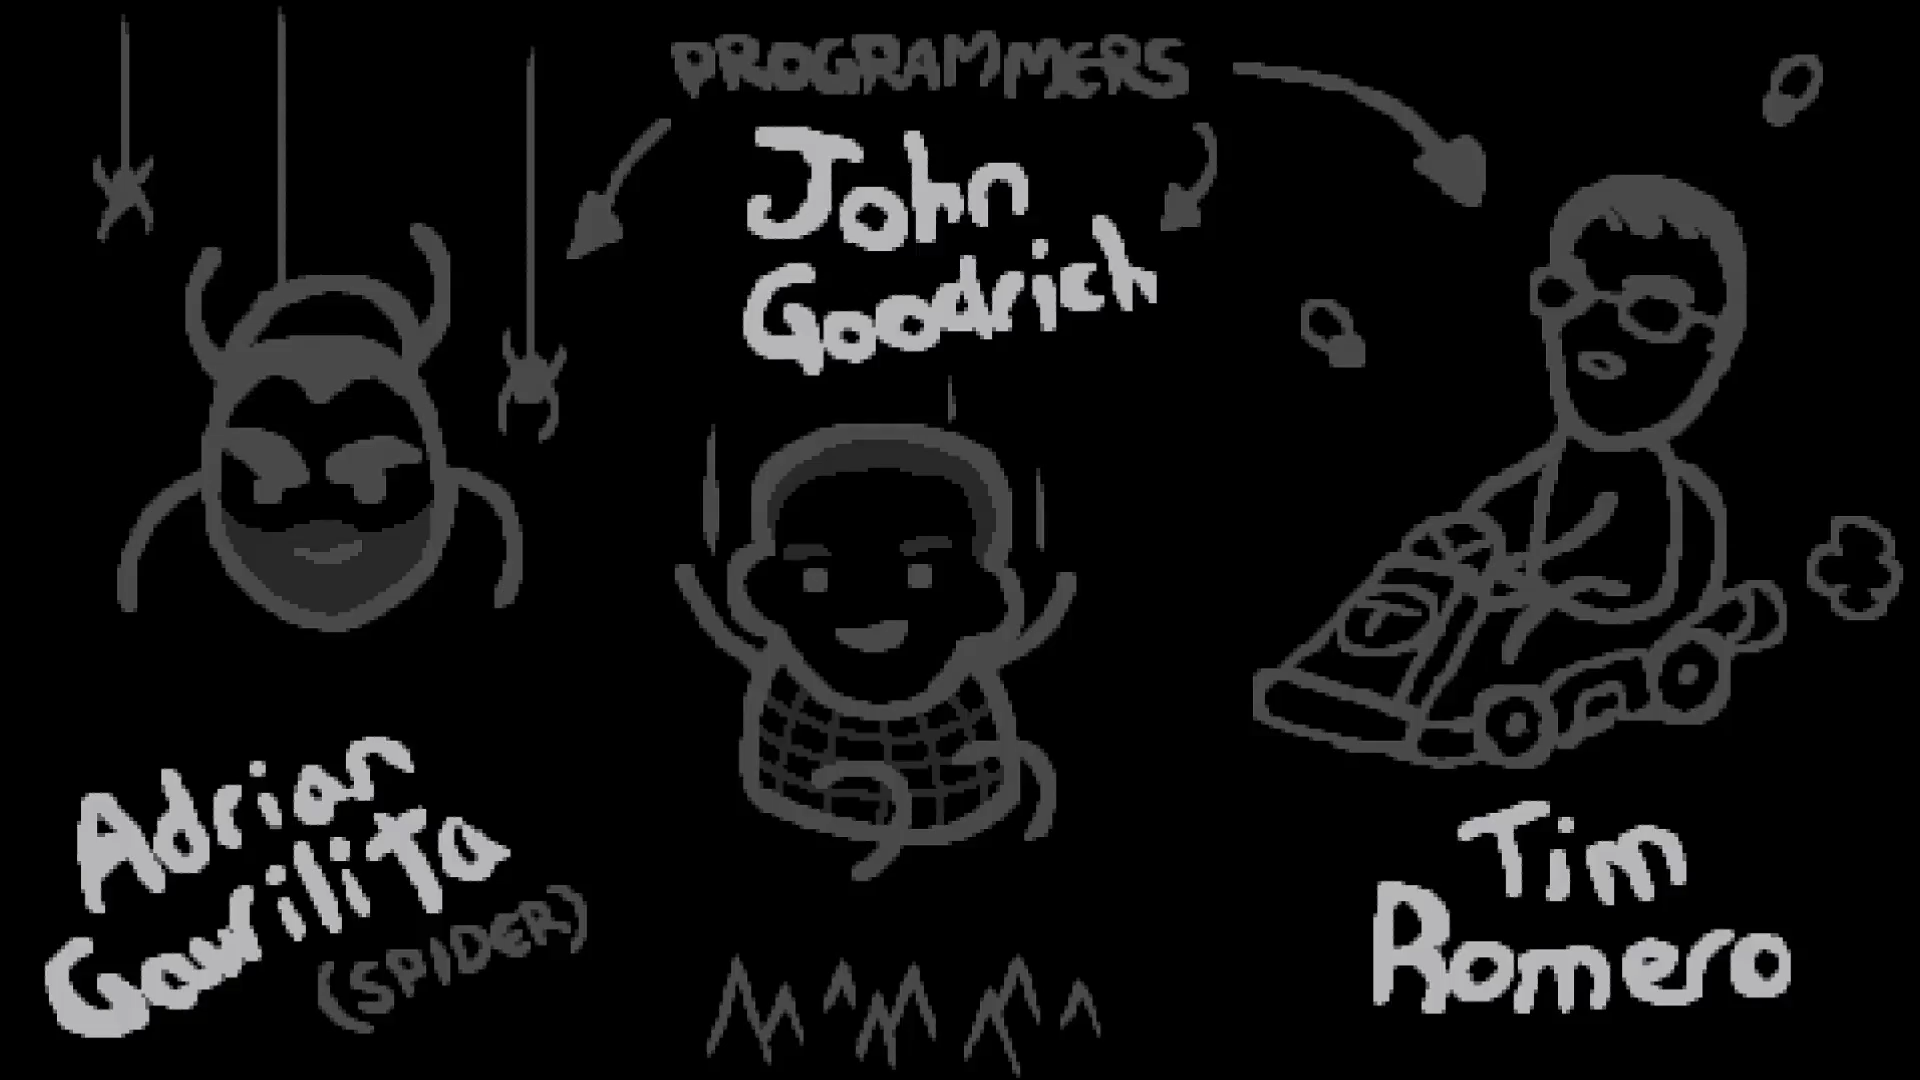 PROGRAMMERS
John
Goodrich
Adrian
Gavrilita
(SPIDER)
T
Tim
Romero